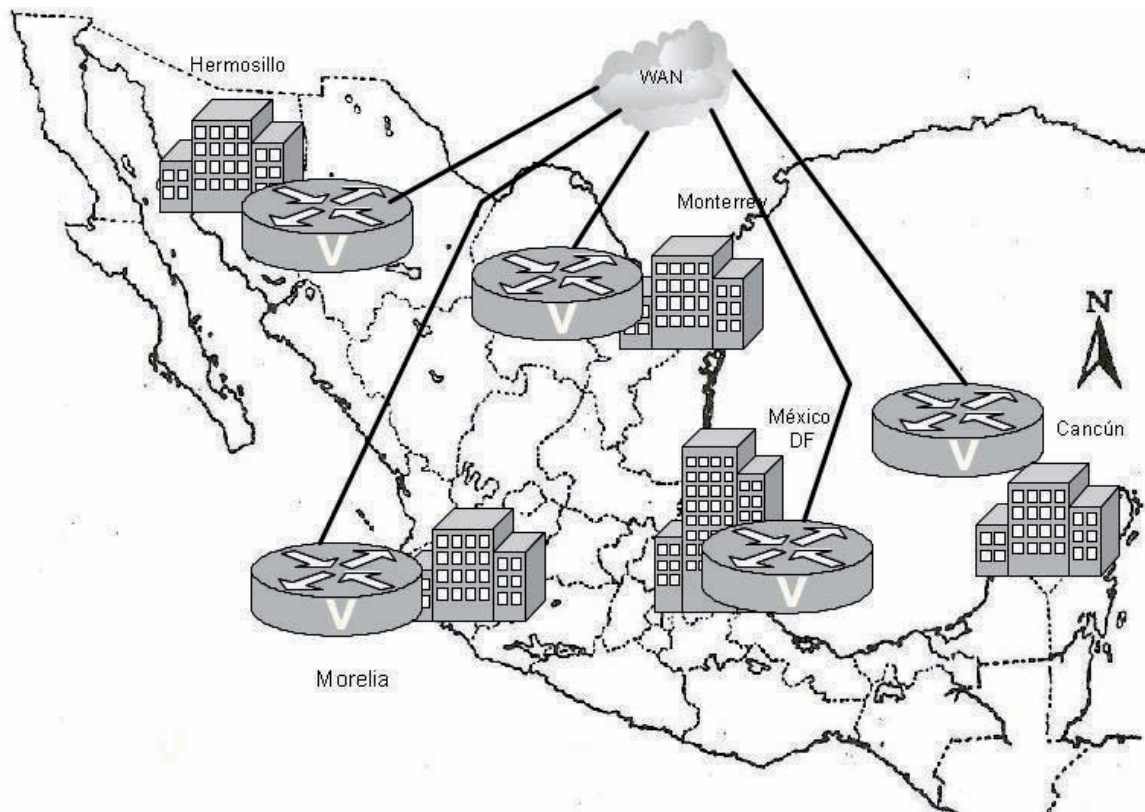 Hermosillo
WAN
Monterrey
V
V
N
México
DF
Cancún
V
V
V
Morelia